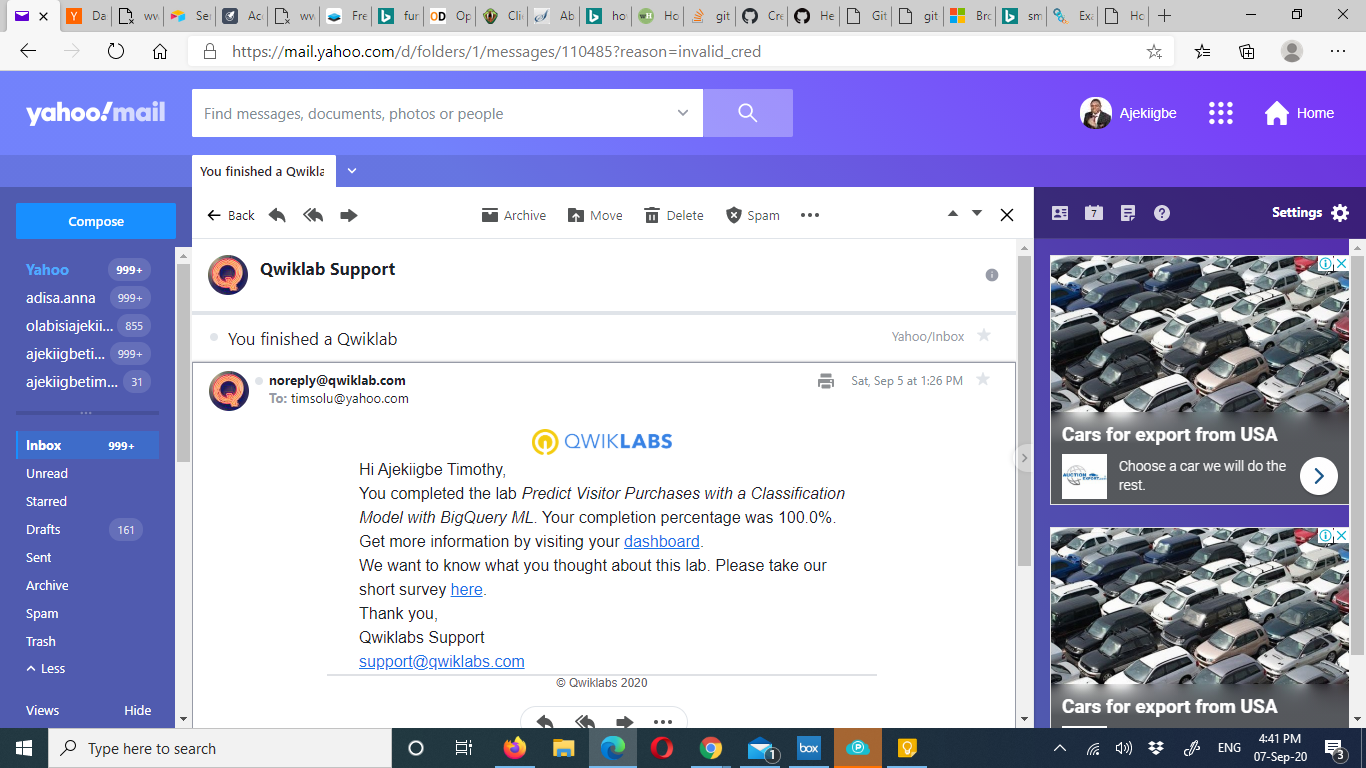 Da
wv
Se
Ac
wv
Fre
fur
Op
Clic
Ab
hov
Ho
git
Cre
He
Git
git
Bro
sm
Exa
Ho
https://mail.yahoo.com/d/folders/1/messages/110485?reason=invalid_cred
yahoo!mail
Find messages, documents, photos or people
Ajekiigbe
Home
You finished a Qwikla
Compose
Back
Archive
Move
Delete
Spam
7
Settings
Yahoo 999+
adisa.anna 999+
olabisiajekii... 855
ajekiigbeti... 999+
ajekiigbetim... 31
Inbox 999+
Unread
Starred
Drafts 161
Sent
Archive
Spam
Trash
Less
Views Hide
Qwiklab Support
You finished a Qwiklab
Yahoo/Inbox
noreply@qwiklab.com
Sat, Sep 5 at 1:26 PM
To: timsolu@yahoo.com
QWIKLABS
Hi Ajekiigbe Timothy,
You completed the lab Predict Visitor Purchases with a Classification
Model with BigQuery ML. Your completion percentage was 100.0%.
Get more information by visiting your dashboard.
We want to know what you thought about this lab. Please take our
short survey here.
Thank you,
Qwiklabs Support
support@qwiklabs.com
© Qwiklabs 2020
Cars for export from USA
AUCTION
EXPORT
Choose a car we will do the
rest.
Cars for export from USA
Type here to search
1
box
ENG
4:41 PM
07-Sep-20
3